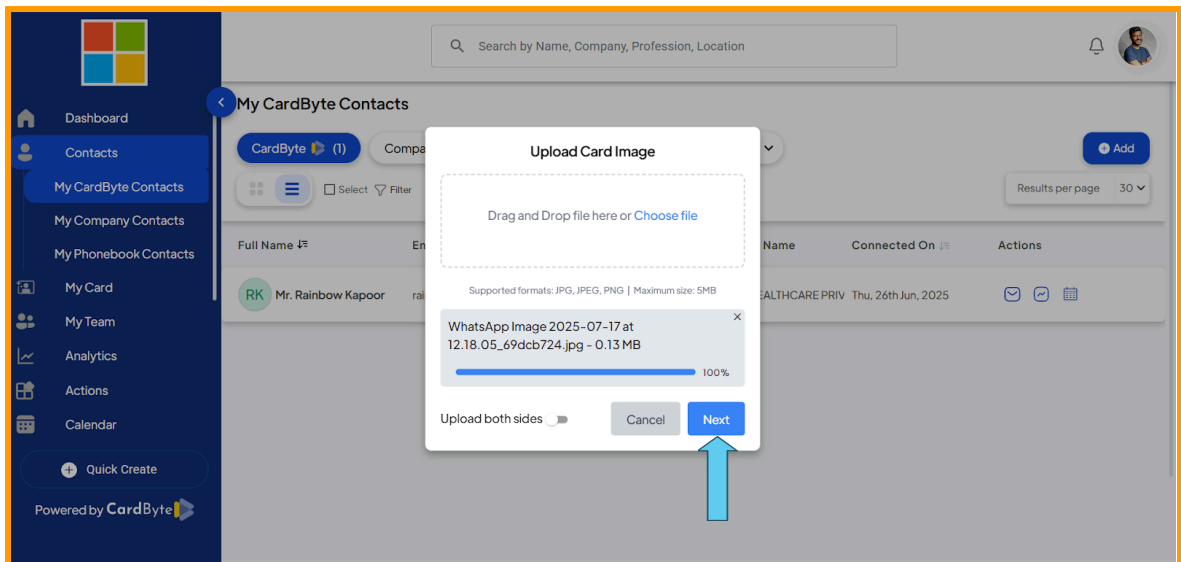 Search by Name, Company, Profession, Location
Dashboard
Contacts
My CardByte Contacts
My Company Contacts
My Phonebook Contacts
My Card
My Team
Analytics
Actions
Calendar
Quick Create
Powered by CardByte
My CardByte Contacts
CardByte (1)
Compa
Add
Select
Filter
Results per page 30
Full Name
En
Name
Connected On
Actions
RK Mr. Rainbow Kapoor
rai
EALTHCARE PRIV
Thu, 26th Jun, 2025
Upload Card Image
Drag and Drop file here or Choose file
Supported formats: JPG, JPEG, PNG | Maximum size: 5MB
WhatsApp Image 2025-07-17 at
12.18.05_69dcb724.jpg - 0.13 MB
100%
Upload both sides
Cancel
Next